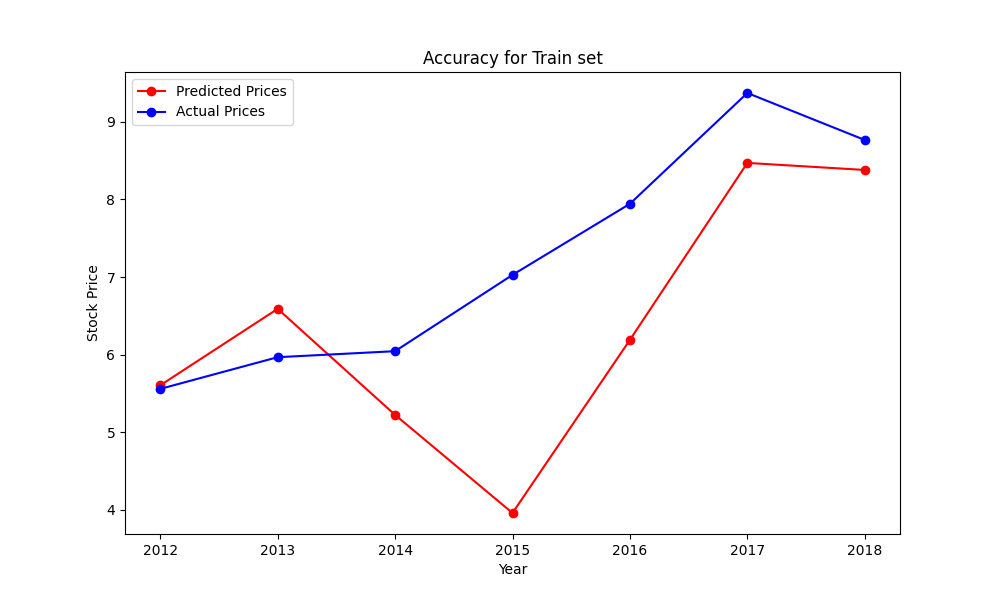 Accuracy for Train set
Predicted Prices
Actual Prices
9
8
7
6
5
4
Stock Price
2012 2013 2014 2015 2016 2017 2018
Year